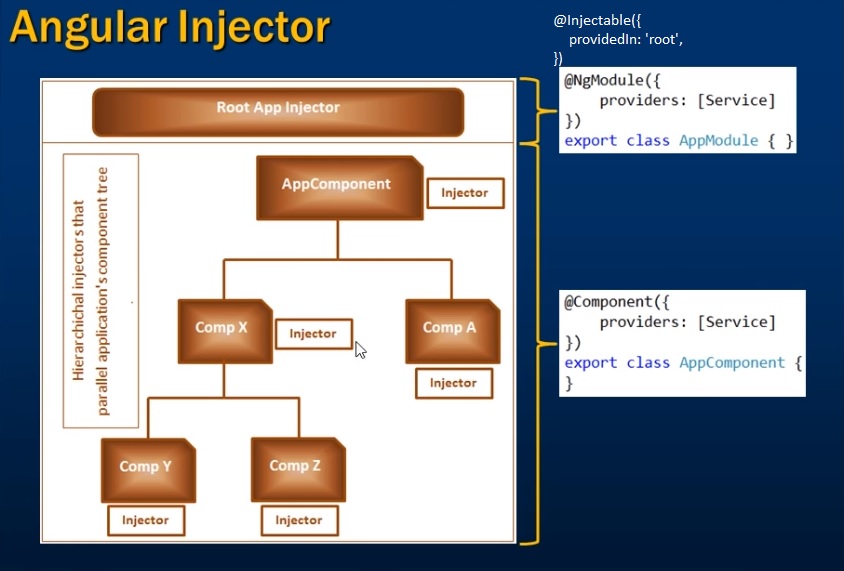 Angular Injector
@Injectable({
providedIn: 'root',
})
@NgModule({
providers: [Service]
})
export class AppModule { }
Root App Injector
Hierarchichal injectors that
parallel application's component tree
AppComponent
Injector
Comp X
Injector
Comp A
Injector
Comp Y
Injector
Comp Z
Injector
@Component({
providers: [Service]
})
export class AppComponent {
}